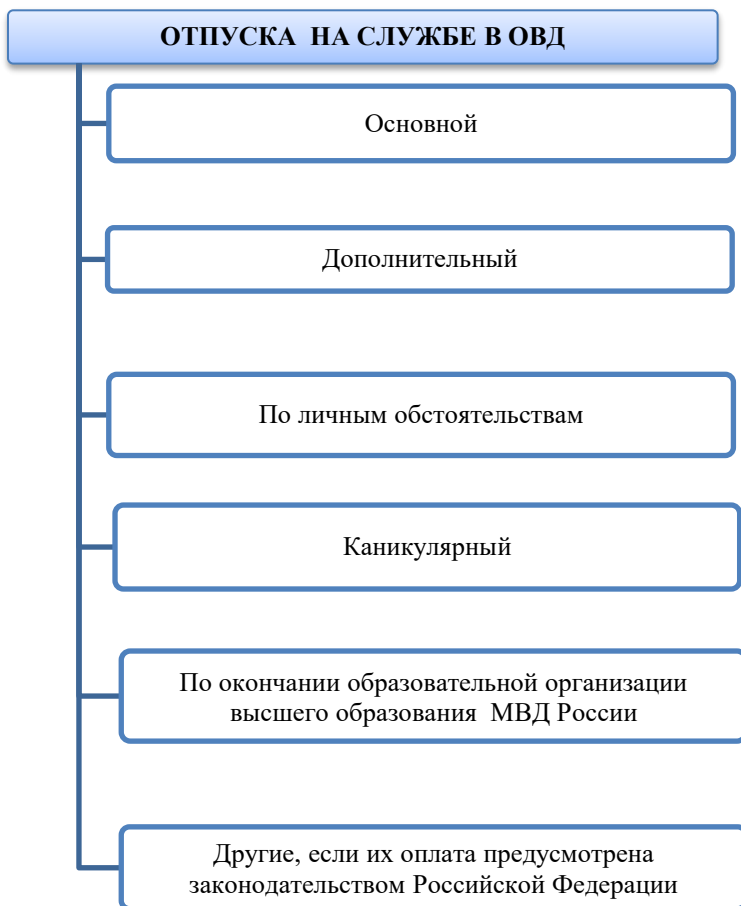 ОТПУСКА НА СЛУЖБЕ В ОВД
Основной
Дополнительный
По личным обстоятельствам
Каникулярный
По окончании образовательной организации
высшего образования МВД России
Другие, если их оплата предусмотрена
законодательством Российской Федерации